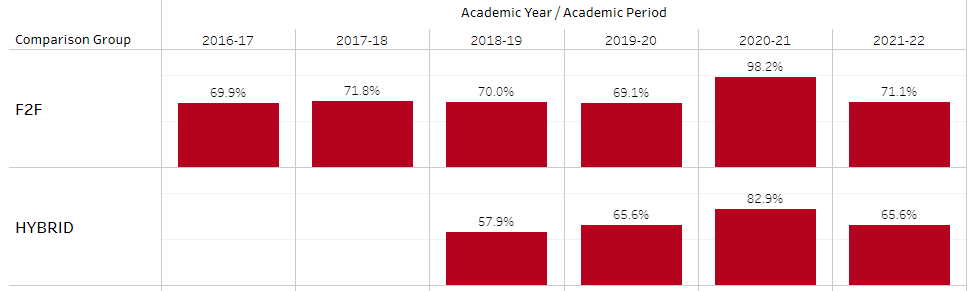 Academic Year / Academic Period
Comparison Group 2016-17 2017-18 2018-19 2019-20 2020-21 2021-22
F2F 69.9% 71.8% 70.0% 69.1% 98.2% 71.1%
HYBRID 57.9% 65.6% 82.9% 65.6%